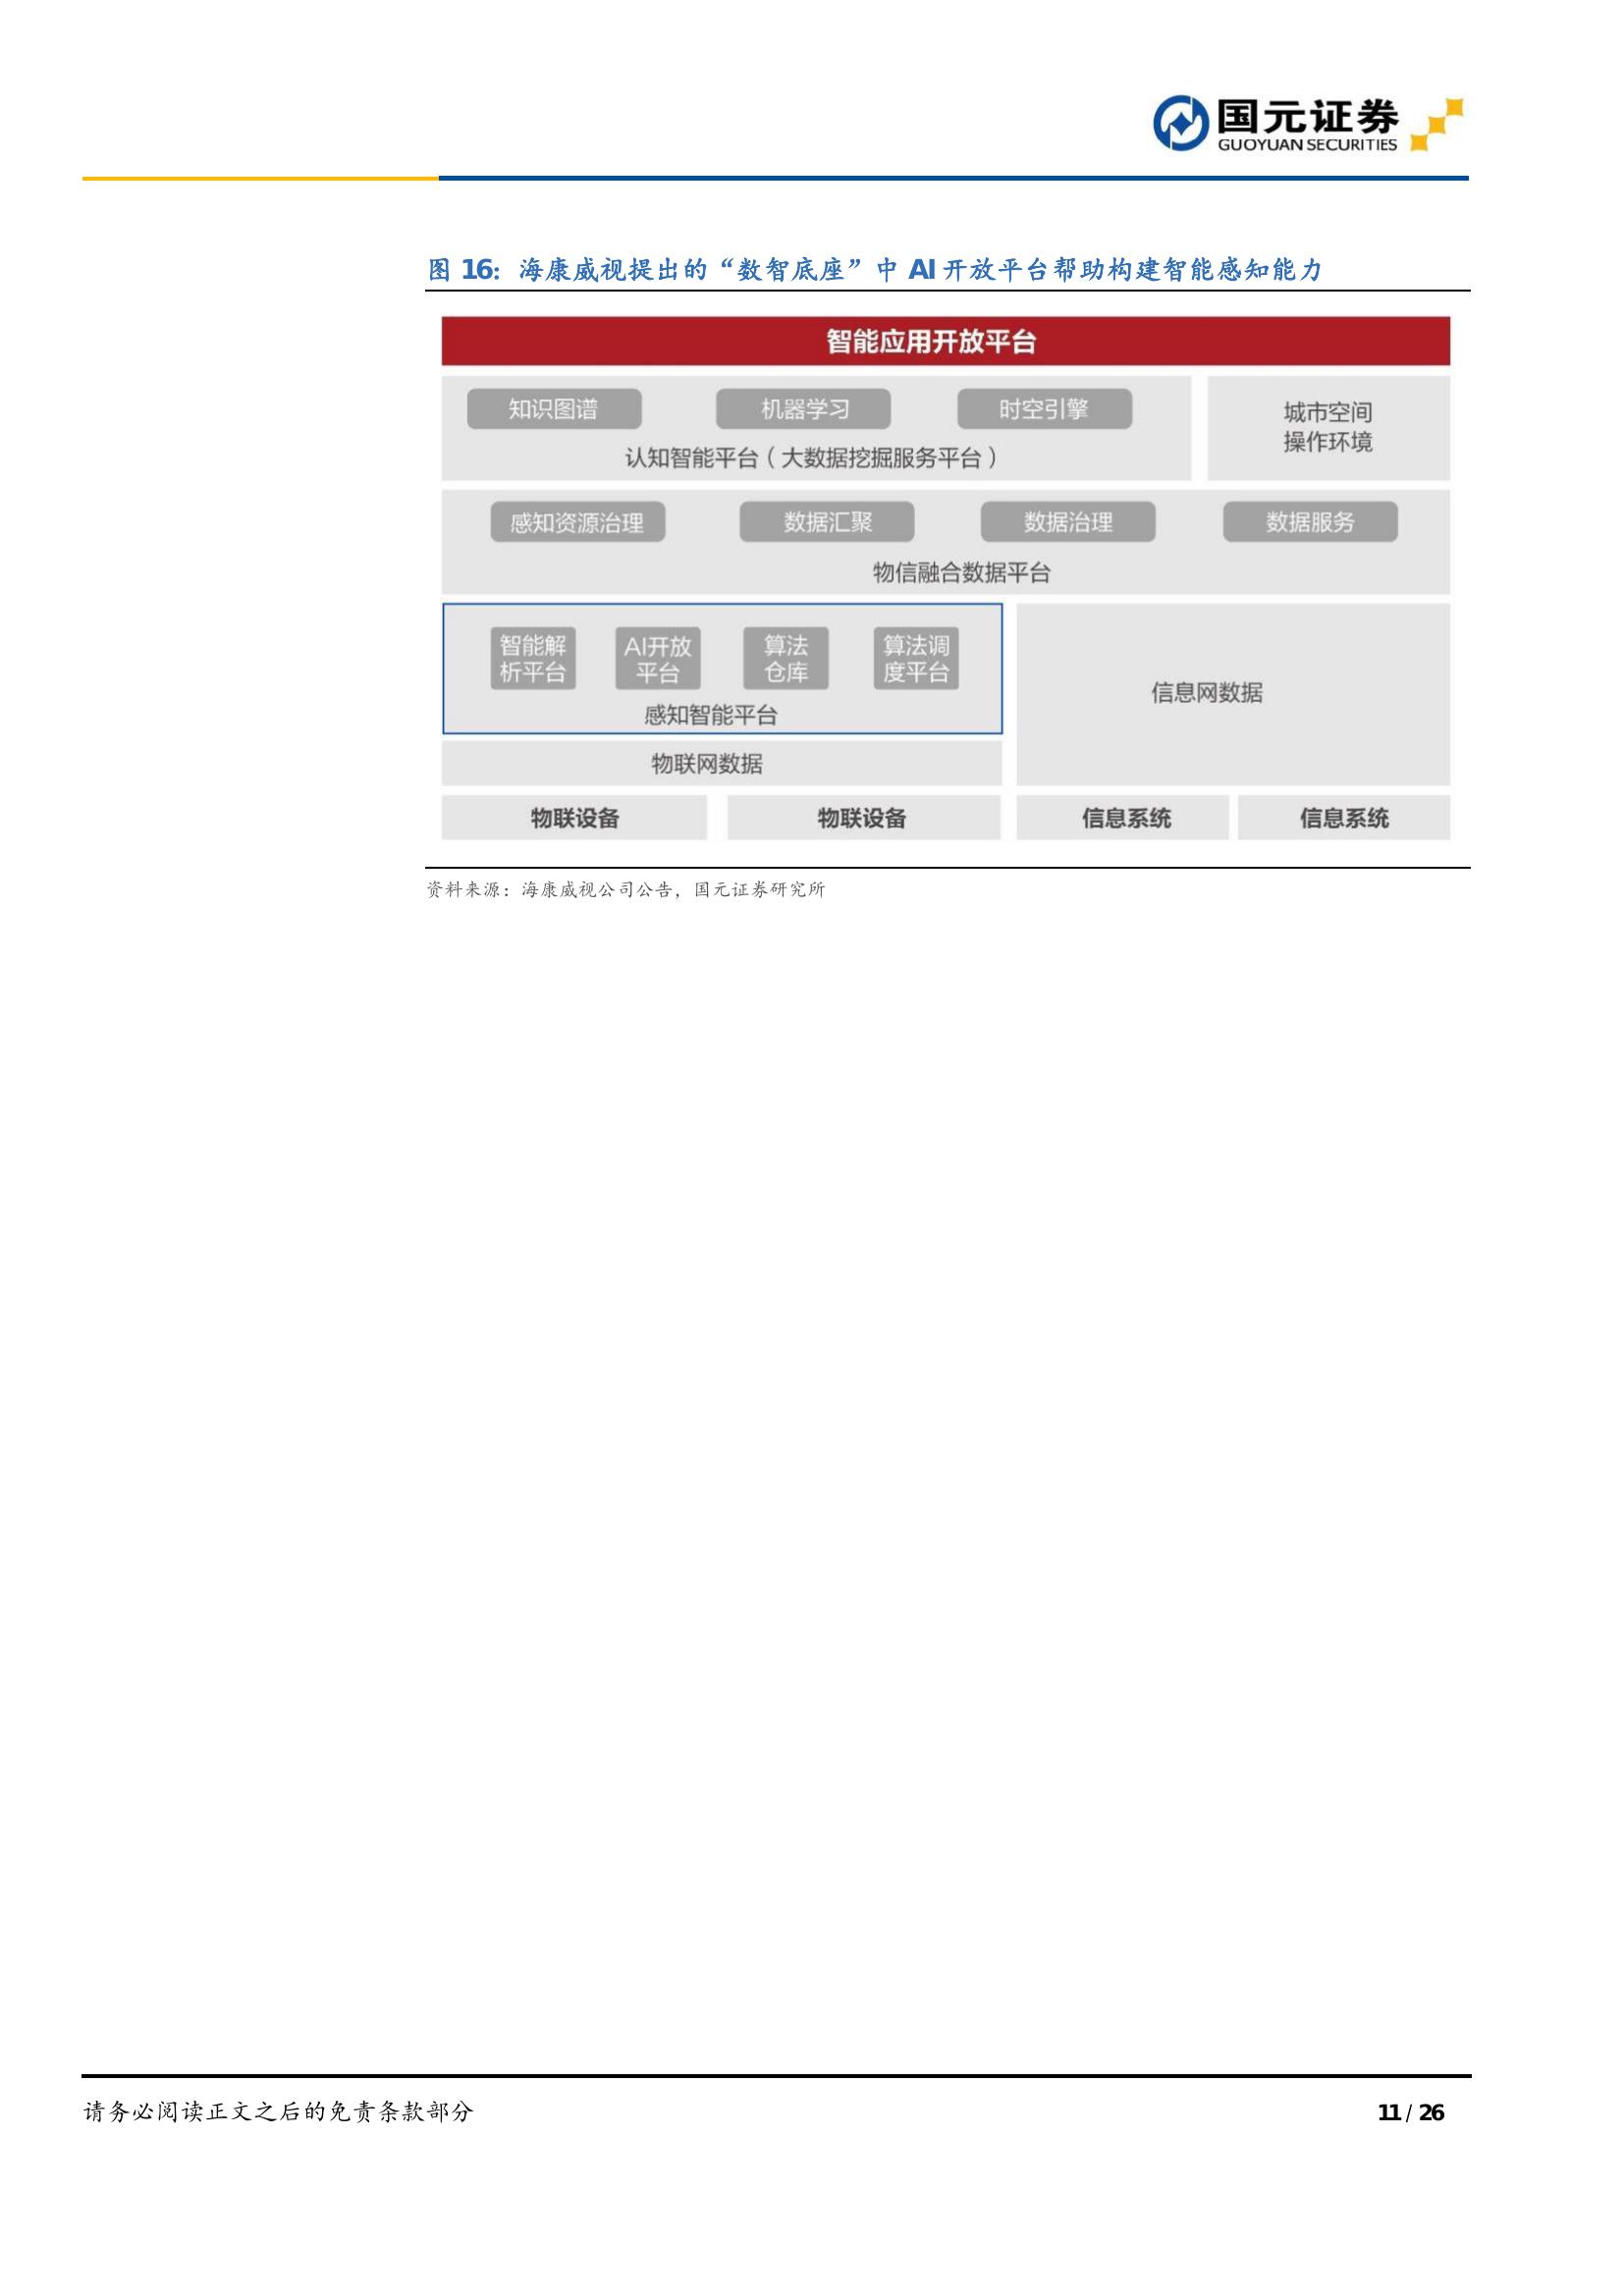 国元证券
GUOYUAN SECURITIES
图 16：海康威视提出的“数智底座”中 AI 开放平台帮助构建智能感知能力
智能应用开放平台
知识图谱
机器学习
时空引擎
认知智能平台（大数据挖掘服务平台）
城市空间
操作环境
感知资源治理
数据汇聚
数据治理
数据服务
物信融合数据平台
智能解
析平台
AI开放
平台
算法
仓库
算法调
度平台
感知智能平台
信息网数据
物联网数据
物联设备
物联设备
信息系统
信息系统
资料来源：海康威视公司公告，国元证券研究所
请务必阅读正文之后的免责条款部分
11 / 26